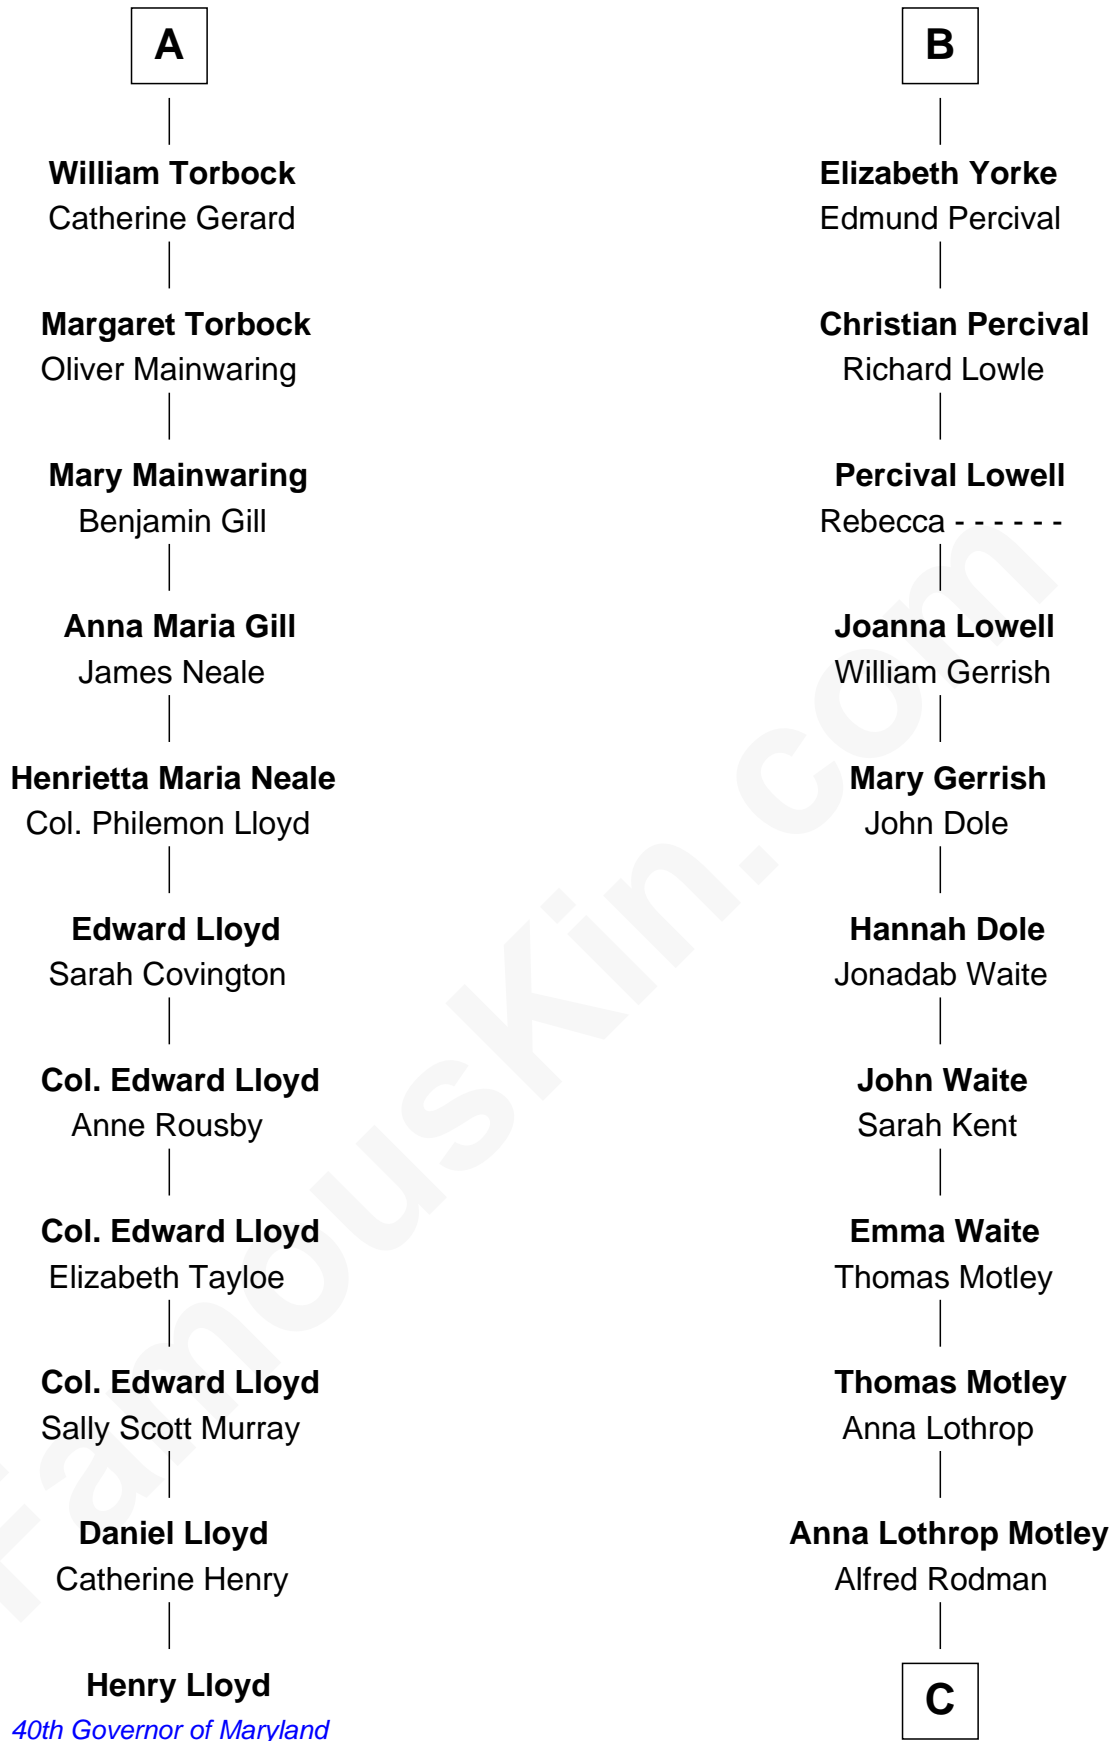 A
William Torbock
Catherine Gerard
Margaret Torbock
Oliver Mainwaring
Mary Mainwaring
Benjamin Gill
Anna Maria Gill
James Neale
Henrietta Maria Neale
Col. Philemon Lloyd
Edward Lloyd
Sarah Covington
Col. Edward Lloyd
Anne Rousby
Col. Edward Lloyd
Elizabeth Tayloe
Col. Edward Lloyd
Sally Scott Murray
Daniel Lloyd
Catherine Henry
Henry Lloyd
40th Governor of Maryland
B
Elizabeth Yorke
Edmund Percival
Christian Percival
Richard Lowle
Percival Lowell
Rebecca - - - - - -
Joanna Lowell
William Gerrish
Mary Gerrish
John Dole
Hannah Dole
Jonadab Waite
John Waite
Sarah Kent
Emma Waite
Thomas Motley
Thomas Motley
Anna Lothrop
Anna Lothrop Motley
Alfred Rodman
C
FamousKin.com